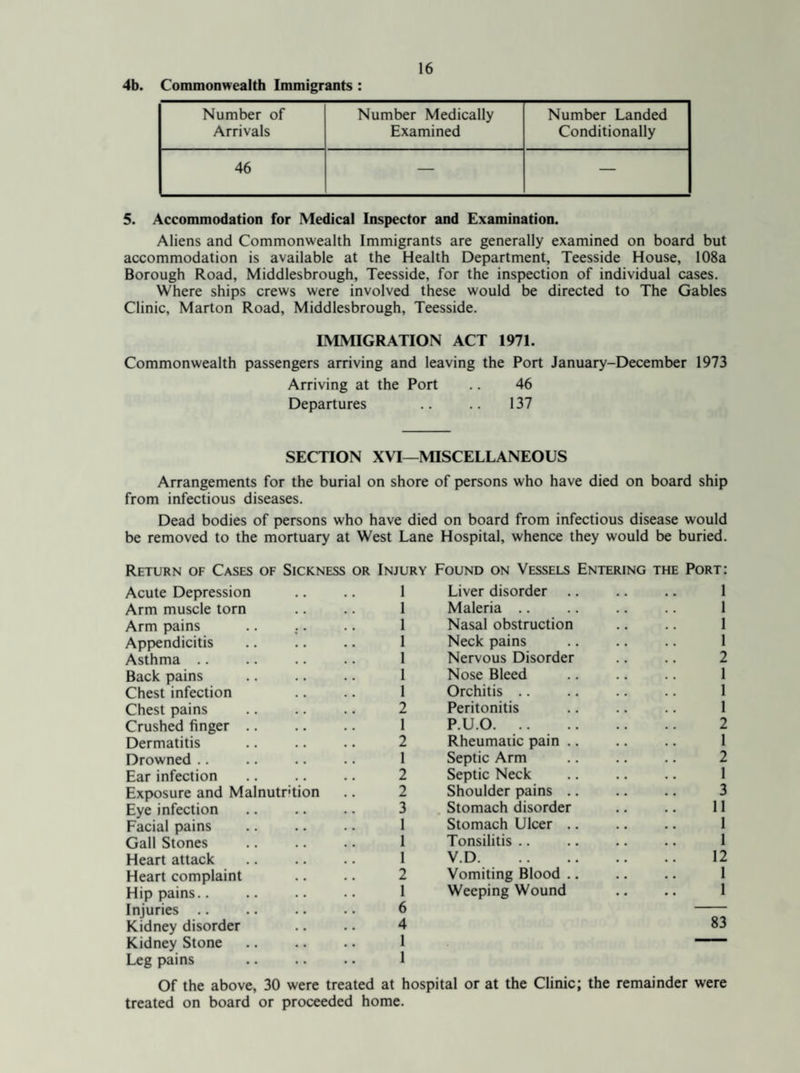 16
4b. Commonwealth Immigrants :
Number of Arrivals | Number Medically Examined | Number Landed Conditionally
46 | — | —
5. Accommodation for Medical Inspector and Examination.
Aliens and Commonwealth Immigrants are generally examined on board but
accommodation is available at the Health Department, Teesside House, 108a
Borough Road, Middlesbrough, Teesside, for the inspection of individual cases.
Where ships crews were involved these would be directed to The Gables
Clinic, Marton Road, Middlesbrough, Teesside.
IMMIGRATION ACT 1971.
Commonwealth passengers arriving and leaving the Port January-December 1973
Arriving at the Port .. 46
Departures .. .. 137
SECTION XVI—MISCELLANEOUS
Arrangements for the burial on shore of persons who have died on board ship
from infectious diseases.
Dead bodies of persons who have died on board from infectious disease would
be removed to the mortuary at West Lane Hospital, whence they would be buried.
Return of Cases of Sickness or Injury Found on Vessels Entering the Port:
Acute Depression .. .. 1
Arm muscle torn .. .. 1
Arm pains .. .. .. 1
Appendicitis .. .. .. 1
Asthma .. .. .. .. 1
Back pains .. .. .. 1
Chest infection .. .. 1
Chest pains .. .. .. 2
Crushed finger .. .. .. 1
Dermatitis .. .. .. 2
Drowned .. .. .. .. 1
Ear infection .. .. .. 2
Exposure and Malnutrition .. 2
Eye infection .. .. .. 3
Facial pains .. .. .. 1
Gall Stones .. .. .. 1
Heart attack .. .. .. 1
Heart complaint .. .. 2
Hip pains.. .. .. .. 1
Injuries .. .. .. .. 6
Kidney disorder .. .. 4
Kidney Stone .. .. .. 1
Leg pains .. .. .. 1
Liver disorder .. .. .. 1
Maleria .. .. .. .. 1
Nasal obstruction .. .. 1
Neck pains .. .. .. 1
Nervous Disorder .. .. 2
Nose Bleed .. .. .. 1
Orchitis .. .. .. .. 1
Peritonitis .. .. .. 1
P.U.O. .. .. .. .. 2
Rheumatic pain .. .. .. 1
Septic Arm .. .. .. 2
Septic Neck .. .. .. 1
Shoulder pains .. .. .. 3
Stomach disorder .. .. 11
Stomach Ulcer .. .. .. 1
Tonsilitis .. .. .. .. 1
V.D. .. .. .. .. 12
Vomiting Blood .. .. .. 1
Weeping Wound .. .. 1
83
Of the above, 30 were treated at hospital or at the Clinic; the remainder were
treated on board or proceeded home.